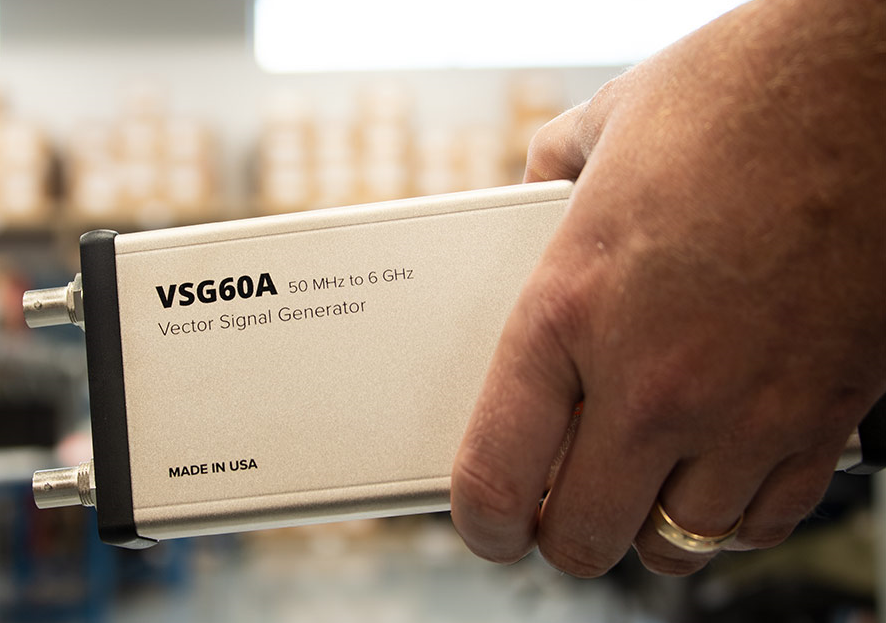 VSG60A 50 MHz to 6 GHz
Vector Signal Generator
MADE IN USA